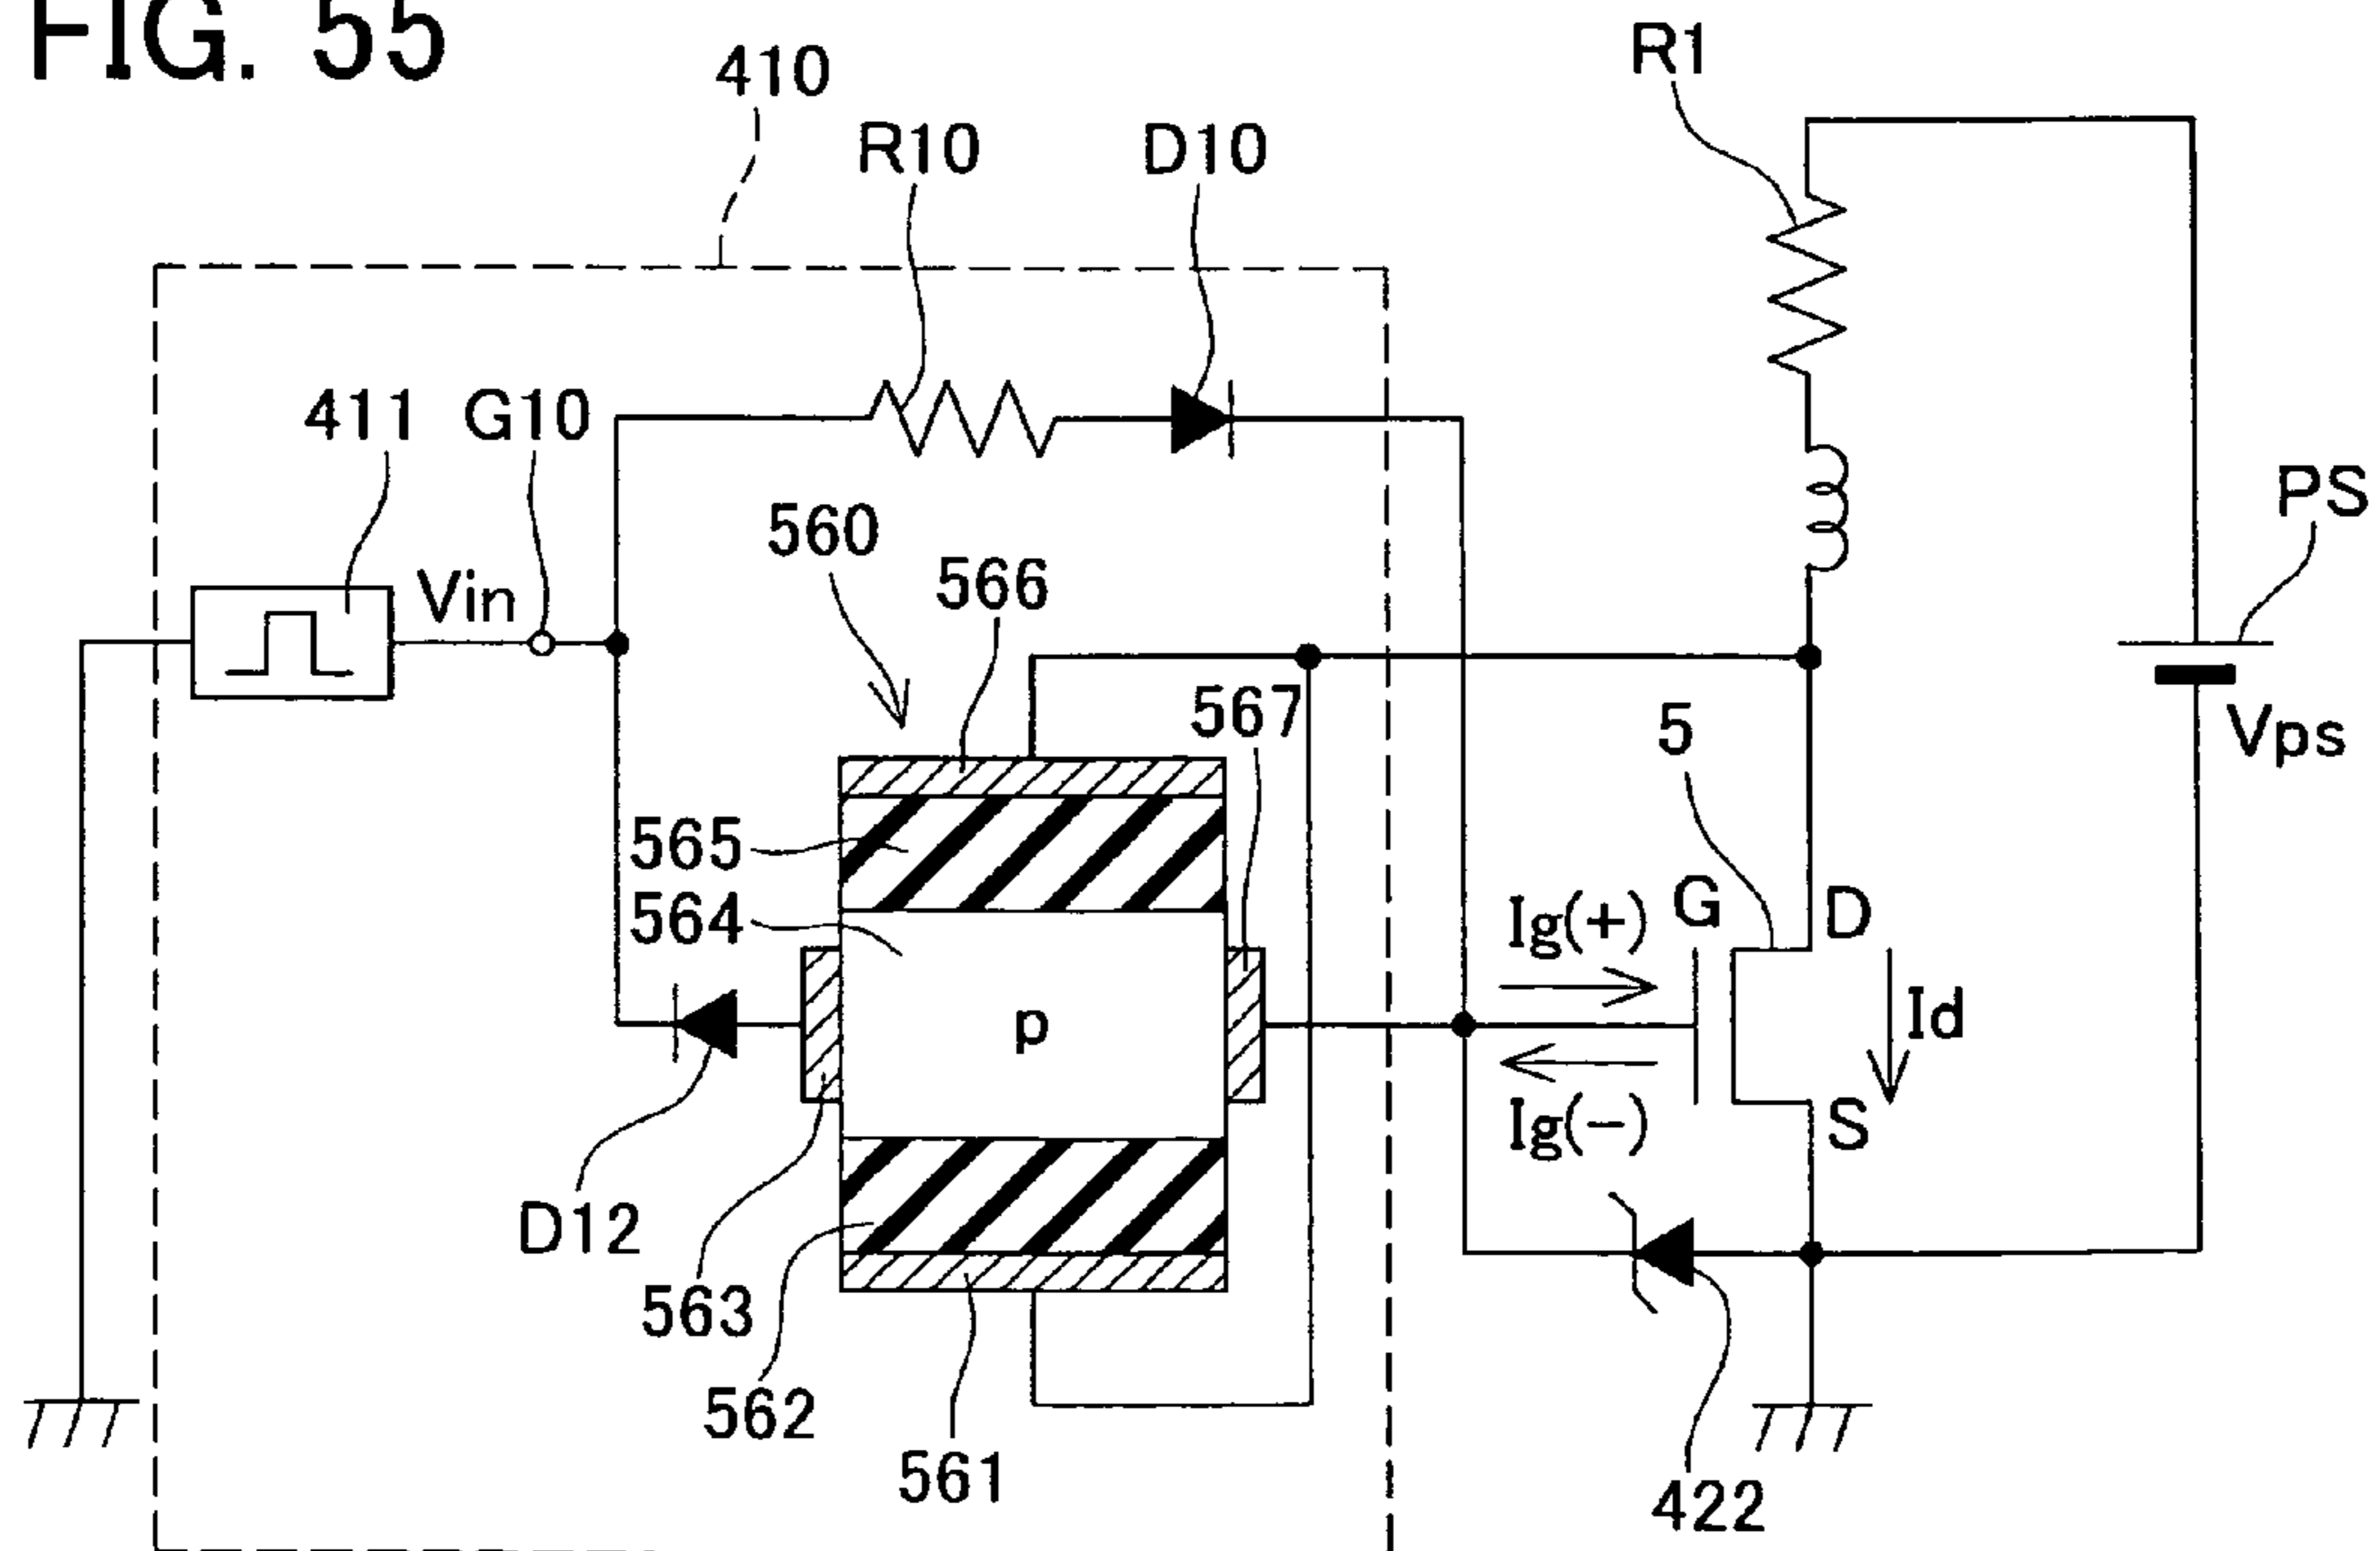 FIG. 55
410
R1
R10
D10
411
G10
Vin
560
566
PS
567
5
Vps
565
564
G
D
Ig(+)
p
Id
Ig(−)
S
D12
563
562
561
422